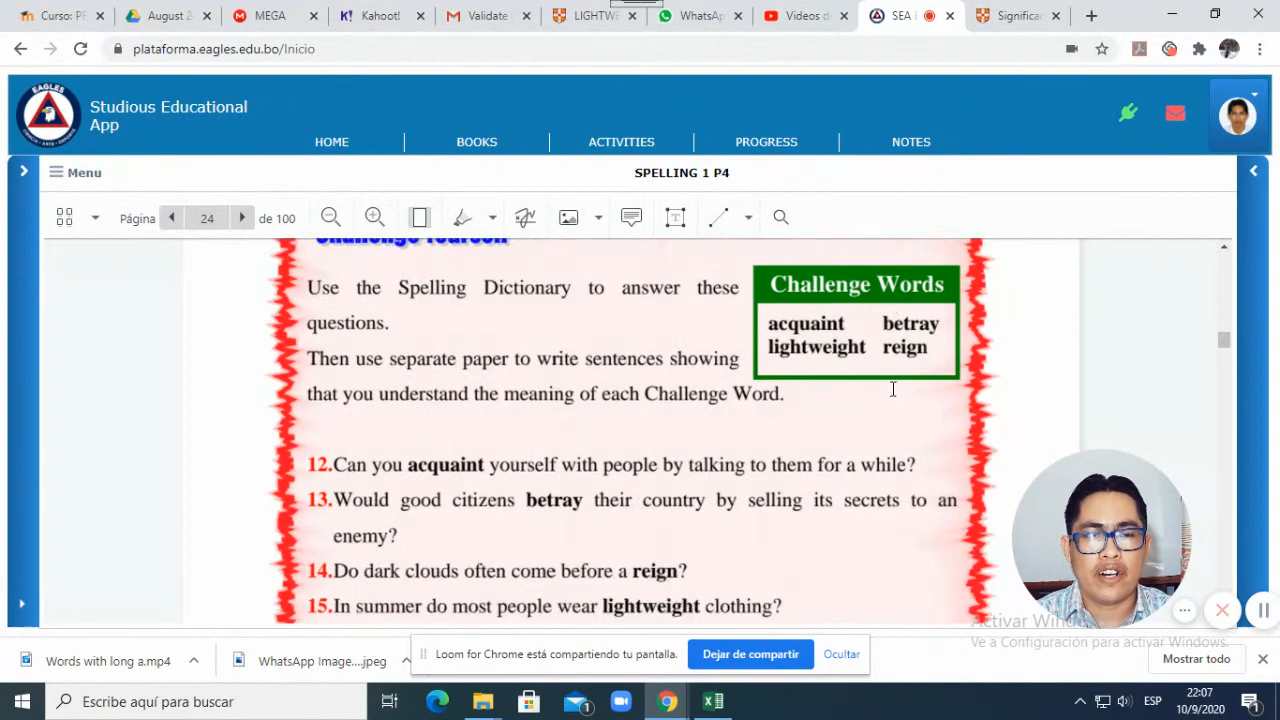 Curso: PF
August 24
MEGA
Kahoo
Validate
LIGHTWE
WhatsAp
Videos d
SEA
Significa
plataforma.eagles.edu.bo/Inicio
EAGLES
Studious Educational
App
HOME BOOKS ACTIVITIES PROGRESS NOTES
Menu
SPELLING 1 P4
Página 24 de 100
Challenge Yourself
Use the Spelling Dictionary to answer these
questions.
Then use separate paper to write sentences showing
that you understand the meaning of each Challenge Word.
Challenge Words
acquaint betray
lightweight reign
12.Can you acquaint yourself with people by talking to them for a while?
13.Would good citizens betray their country by selling its secrets to an
enemy?
14.Do dark clouds often come before a reign?
15.In summer do most people wear lightweight clothing?
Activar Windows
Ve a Configuración para activar Windows.
Words with long a.mp4
WhatsApp Image....jpeg
Loom for Chrome está compartiendo tu pantalla.
Dejar de compartir
Ocultar
Mostrar todo
Escribe aquí para buscar
1
ESP
22:07
10/9/2020
1